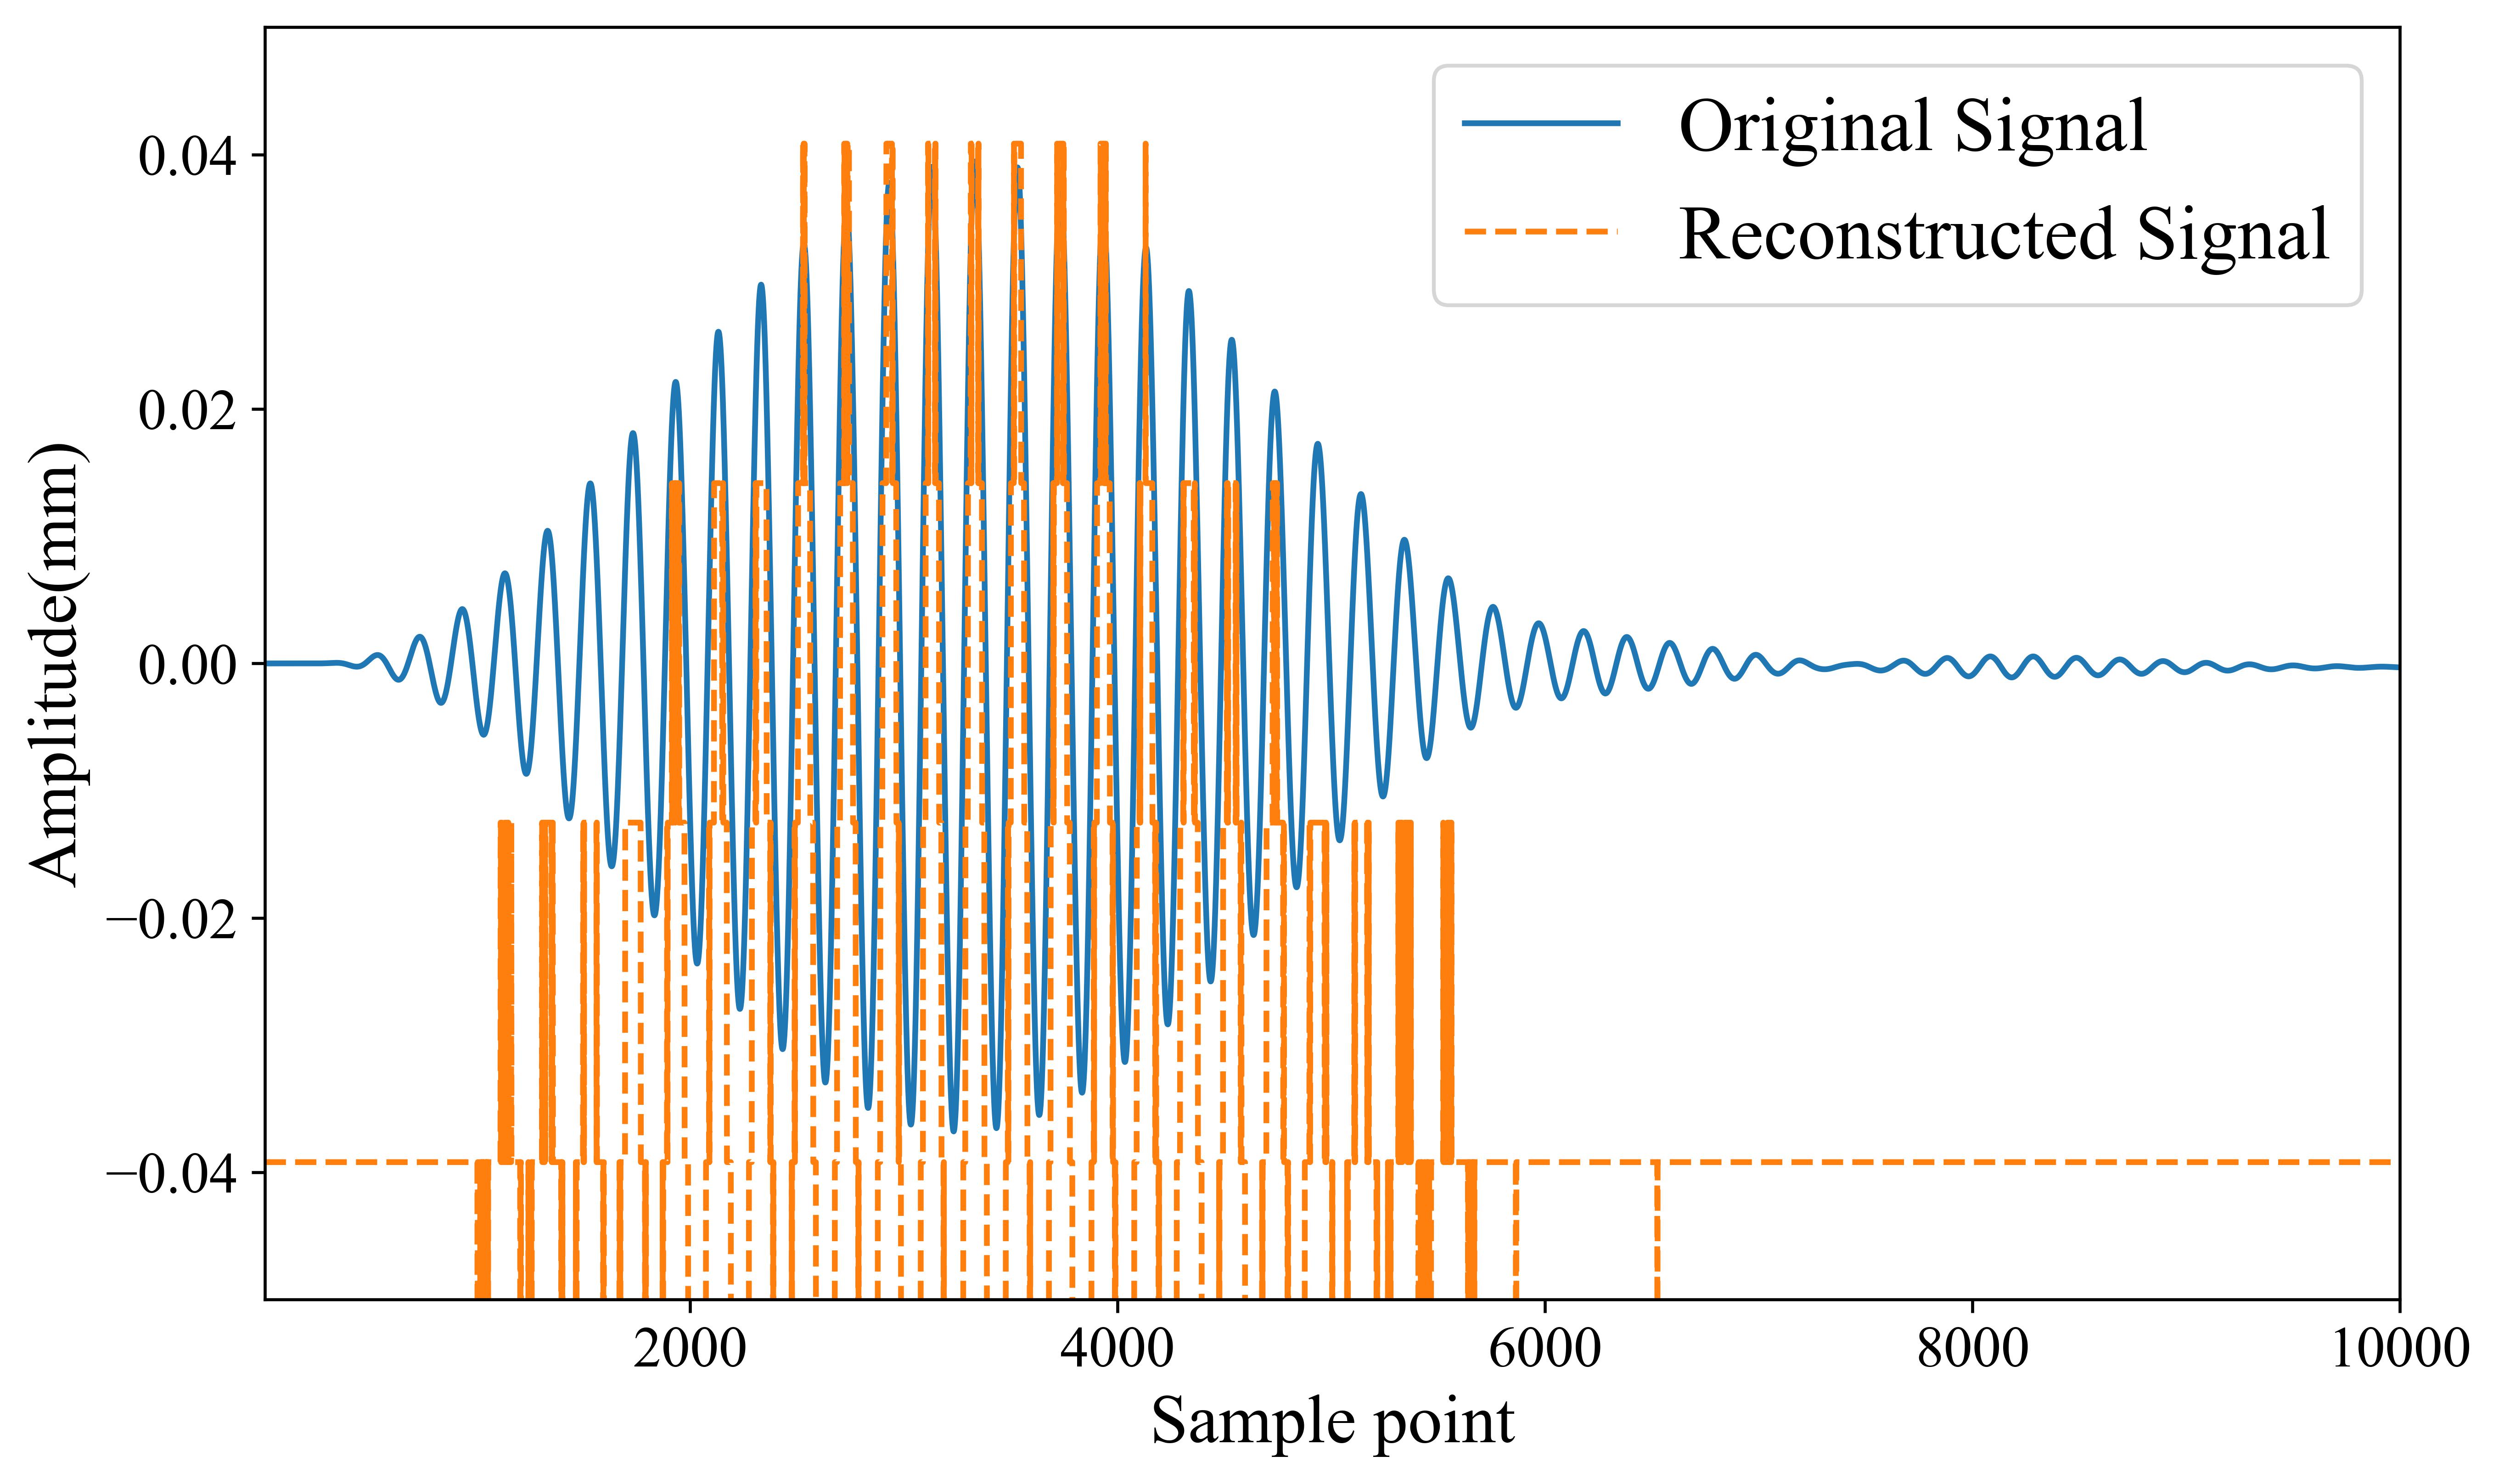 Original Signal
Reconstructed Signal
0.04
0.02
0.00
−0.02
−0.04
Amplitude(mm)
2000 4000 6000 8000 10000
Sample point